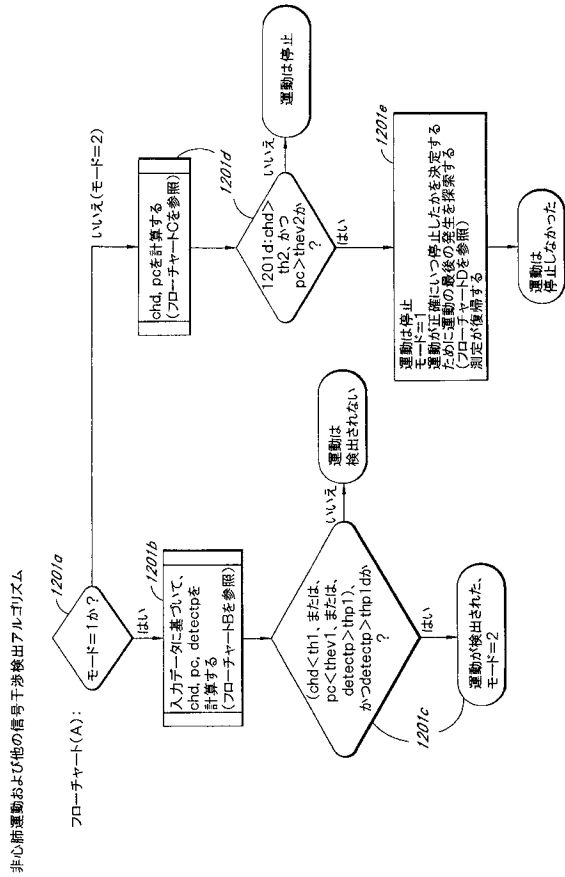 非心肺運動および他の信号干渉検出アルゴリズム
フローチャート(A):
1201a
モード=1か?
はい
いいえ(モード=2)
1201b
入力データに基づいて、
chd, pc, detectpを
計算する
(フローチャートBを参照)
(chd<th1、または、
pc<thev1、または、
detectp>thp1)、
かつdetectp>thp1dか
?
1201c
いいえ
運動は
検出されない
はい
運動が検出された、
モード=2
chd, pcを計算する
(フローチャートCを参照)
1201d
1201d:chd>
th2、かつ
pc>thev2か
?
いいえ
運動は停止
はい
1201e
運動は停止
モード=1
運動が正確にいつ停止したかを決定する
ために運動の最後の発生を探索する
(フローチャートDを参照)
測定が復帰する
運動は
停止しなかった